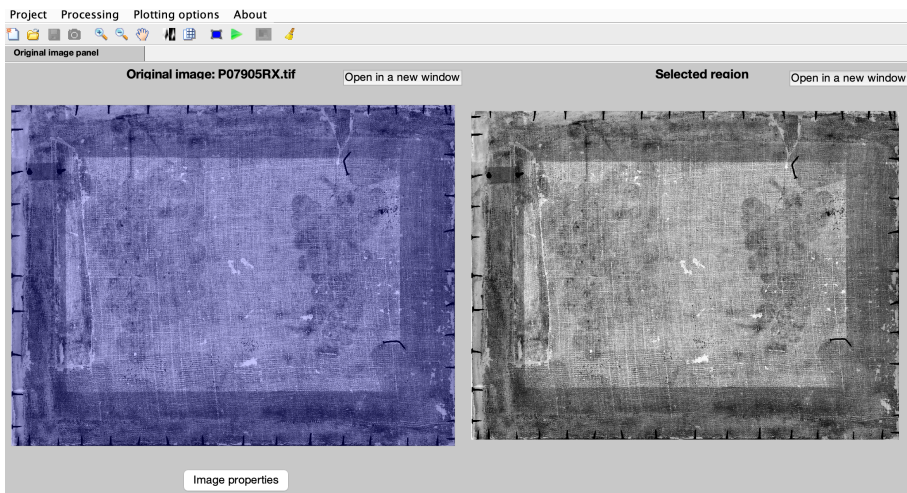 Project Processing Plotting options About
Original image panel
Original image: P07905RX.tif Open in a new window Selected region Open in a new window
Image properties